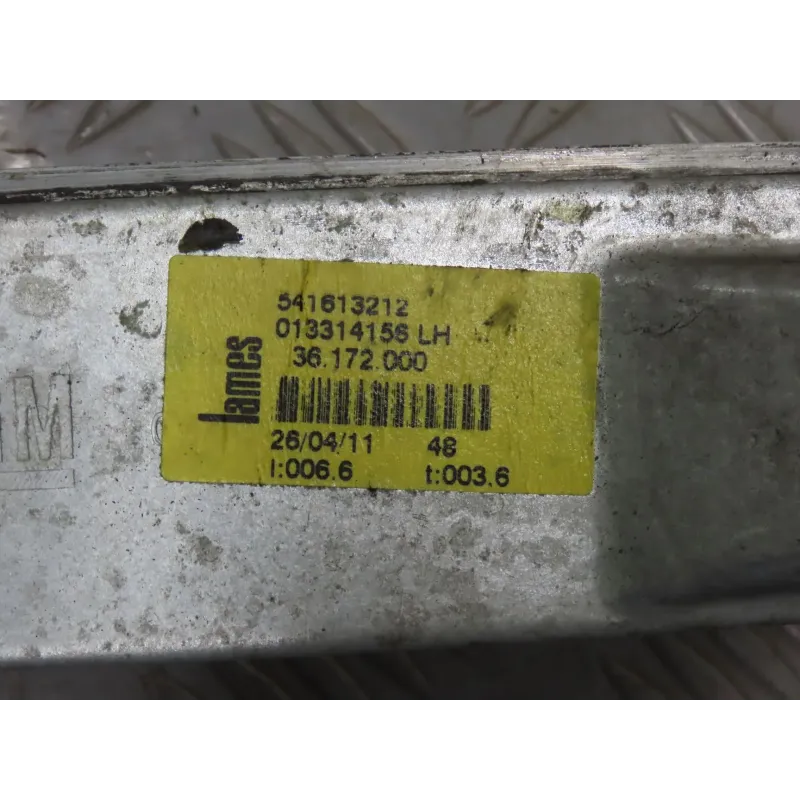 541613212
013314156 LH
36.172.000
lames
26/04/11 48
I:006.6 t:003.6
M